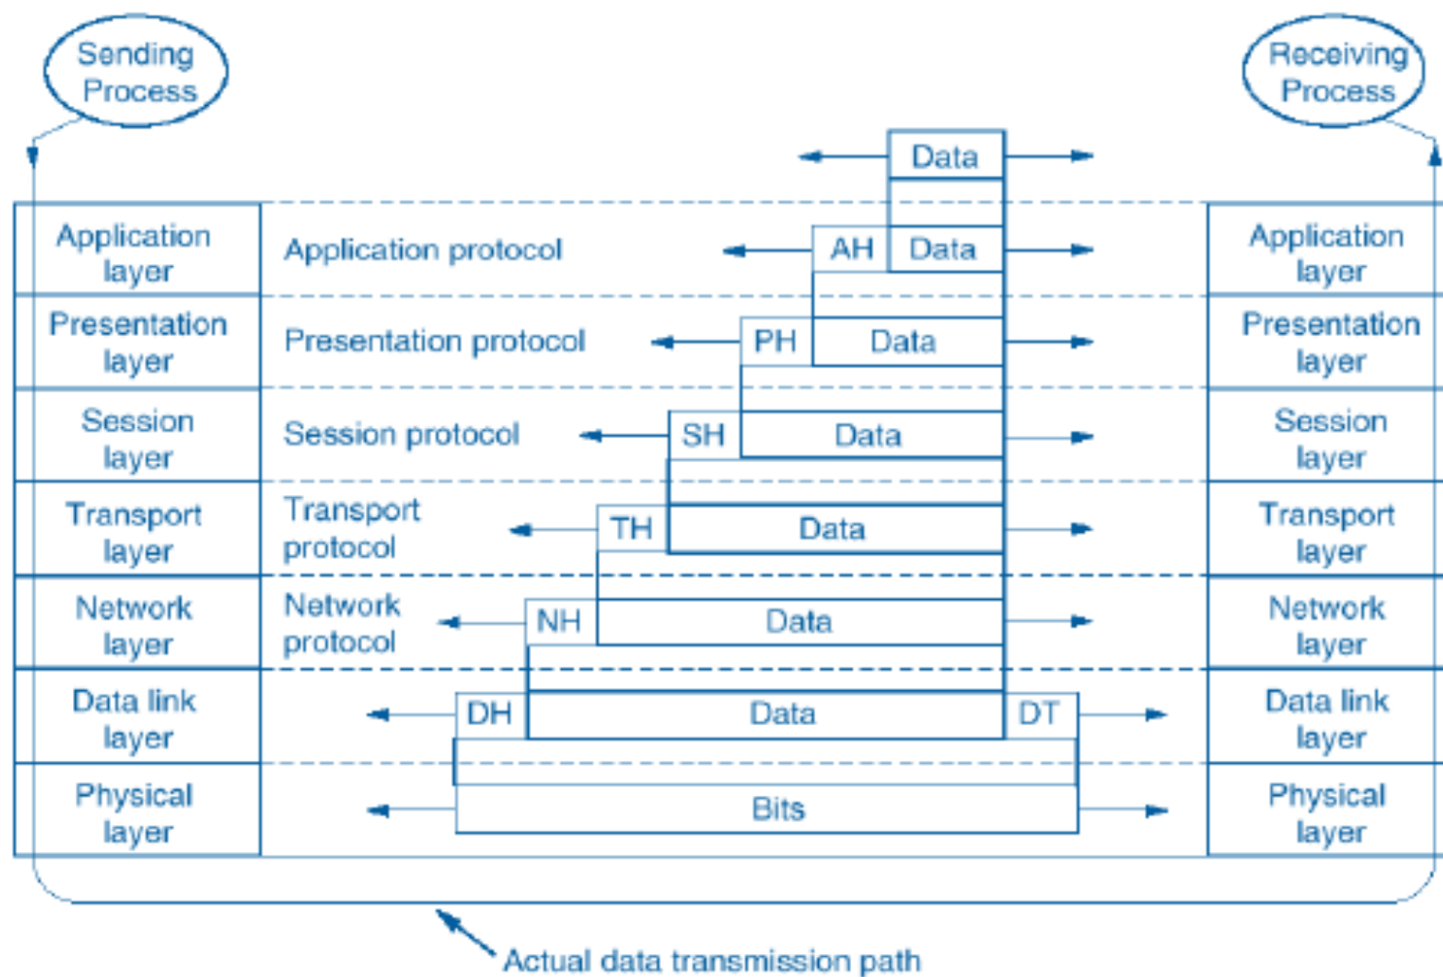 Sending
Process
Receiving
Process
Data
Application
layer
Application protocol
AH
Data
Application
layer
Presentation
layer
Presentation protocol
PH
Data
Presentation
layer
Session
layer
Session protocol
SH
Data
Session
layer
Transport
layer
Transport
protocol
TH
Data
Transport
layer
Network
layer
Network
protocol
NH
Data
Network
layer
Data link
layer
DH
Data
DT
Data link
layer
Physical
layer
Bits
Physical
layer
Actual data transmission path